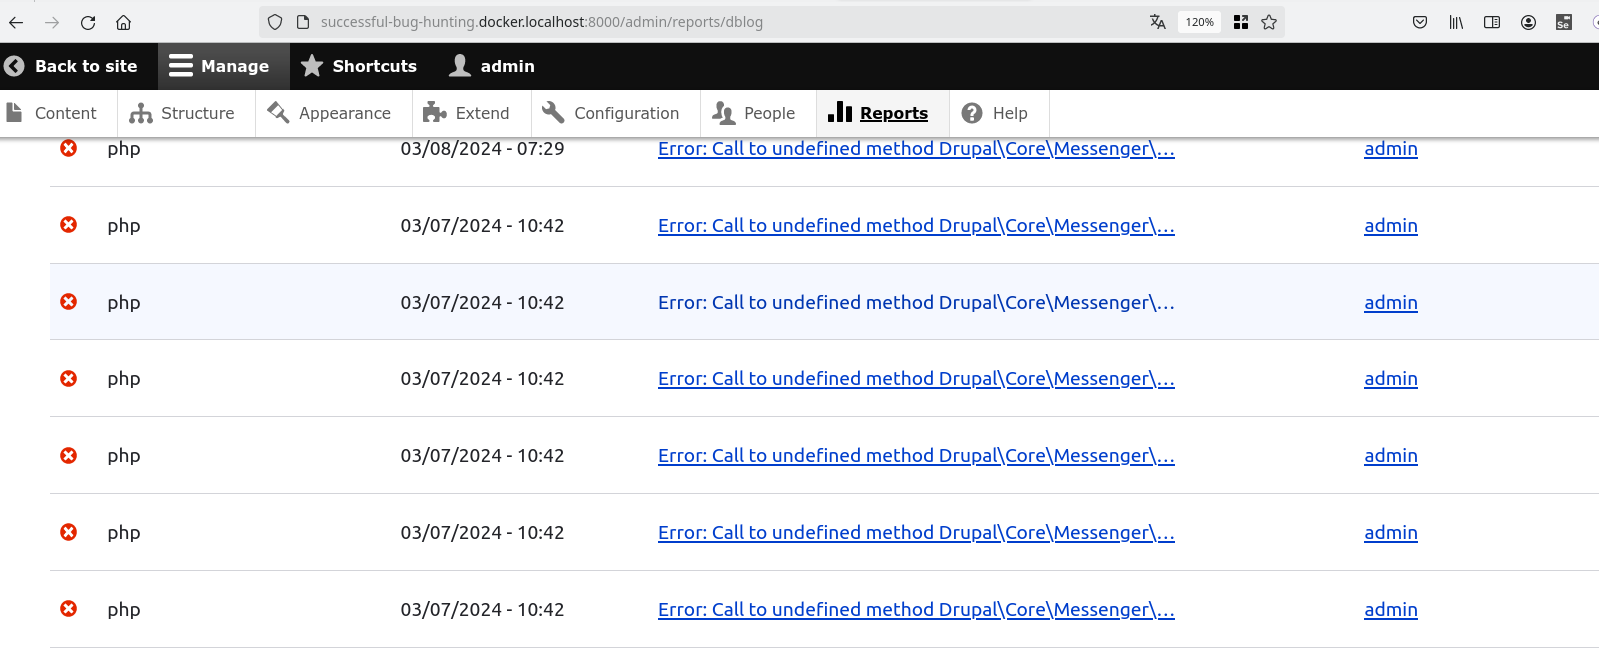 successful-bug-hunting.docker.localhost:8000/admin/reports/dblog 120% Se
Back to site Manage Shortcuts admin
Content Structure Appearance Extend Configuration People Reports Help
php 03/08/2024 - 07:29 Error: Call to undefined method Drupal\Core\Messenger\… admin
php 03/07/2024 - 10:42 Error: Call to undefined method Drupal\Core\Messenger\… admin
php 03/07/2024 - 10:42 Error: Call to undefined method Drupal\Core\Messenger\… admin
php 03/07/2024 - 10:42 Error: Call to undefined method Drupal\Core\Messenger\… admin
php 03/07/2024 - 10:42 Error: Call to undefined method Drupal\Core\Messenger\… admin
php 03/07/2024 - 10:42 Error: Call to undefined method Drupal\Core\Messenger\… admin
php 03/07/2024 - 10:42 Error: Call to undefined method Drupal\Core\Messenger\… admin